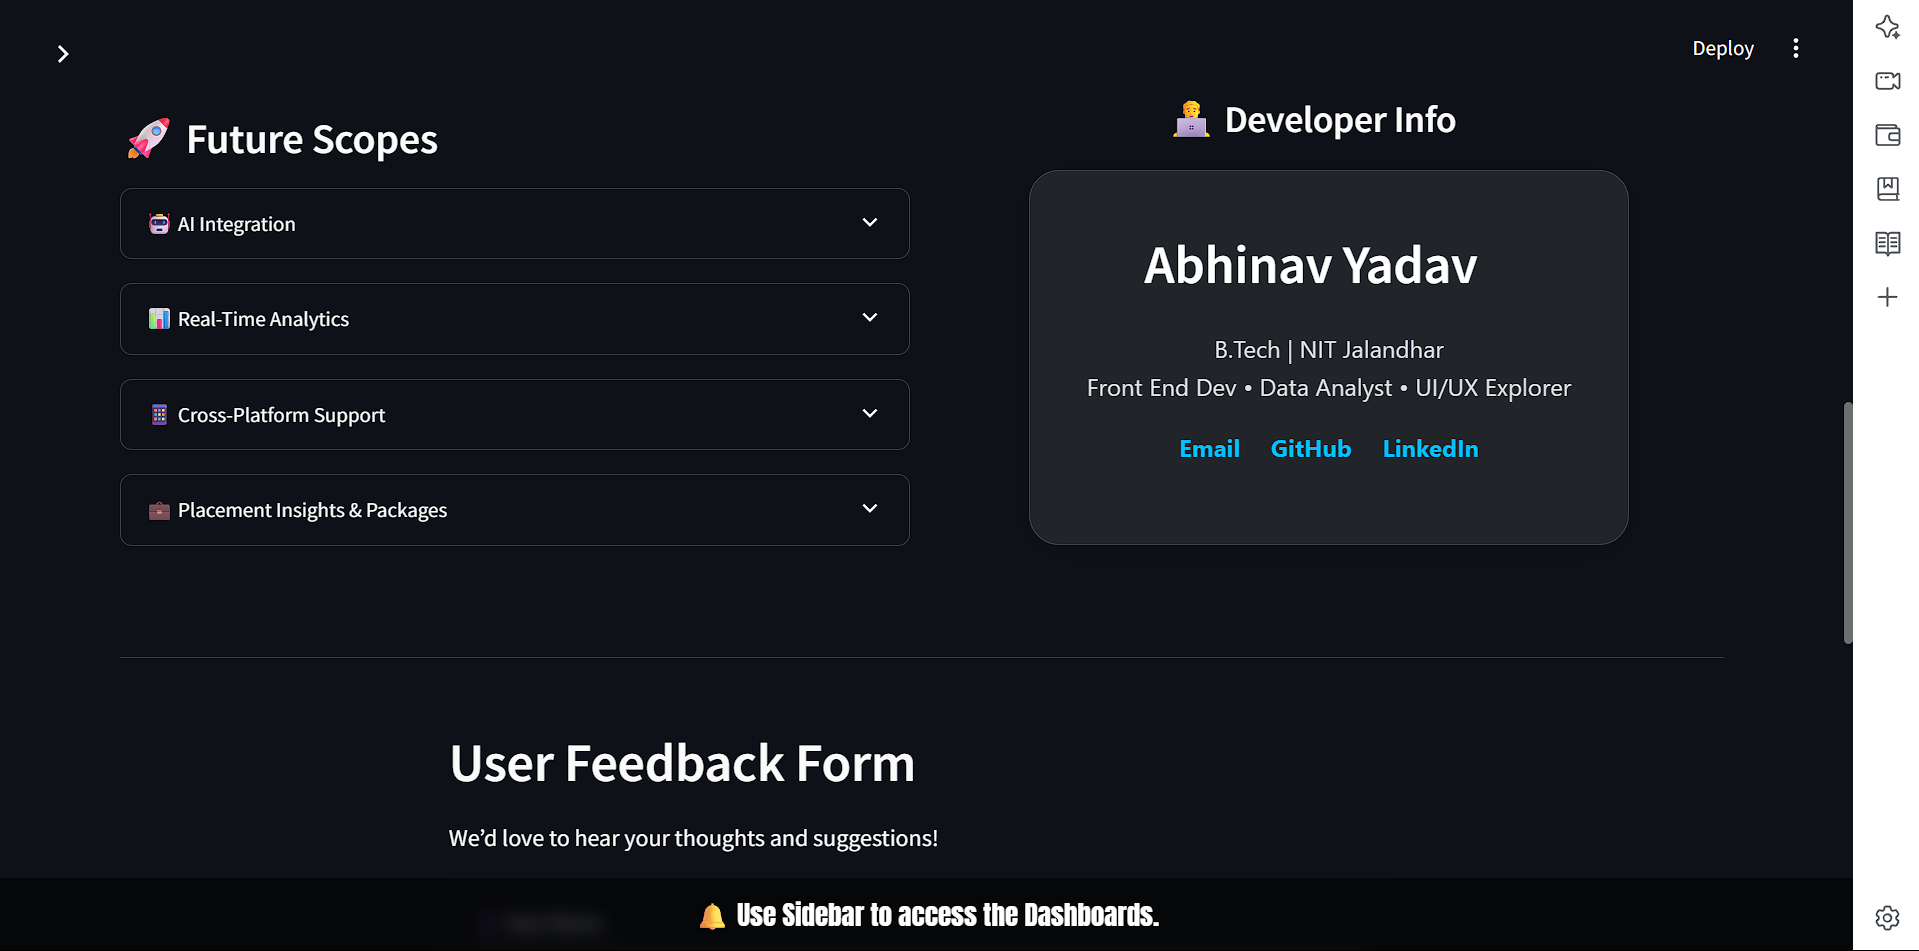 Deploy
🚀 Future Scopes
AI Integration
Real-Time Analytics
Cross-Platform Support
Placement Insights & Packages
Developer Info
Abhinav Yadav
B.Tech | NIT Jalandhar
Front End Dev • Data Analyst • UI/UX Explorer
Email GitHub LinkedIn
User Feedback Form
We’d love to hear your thoughts and suggestions!
Use Sidebar to access the Dashboards.